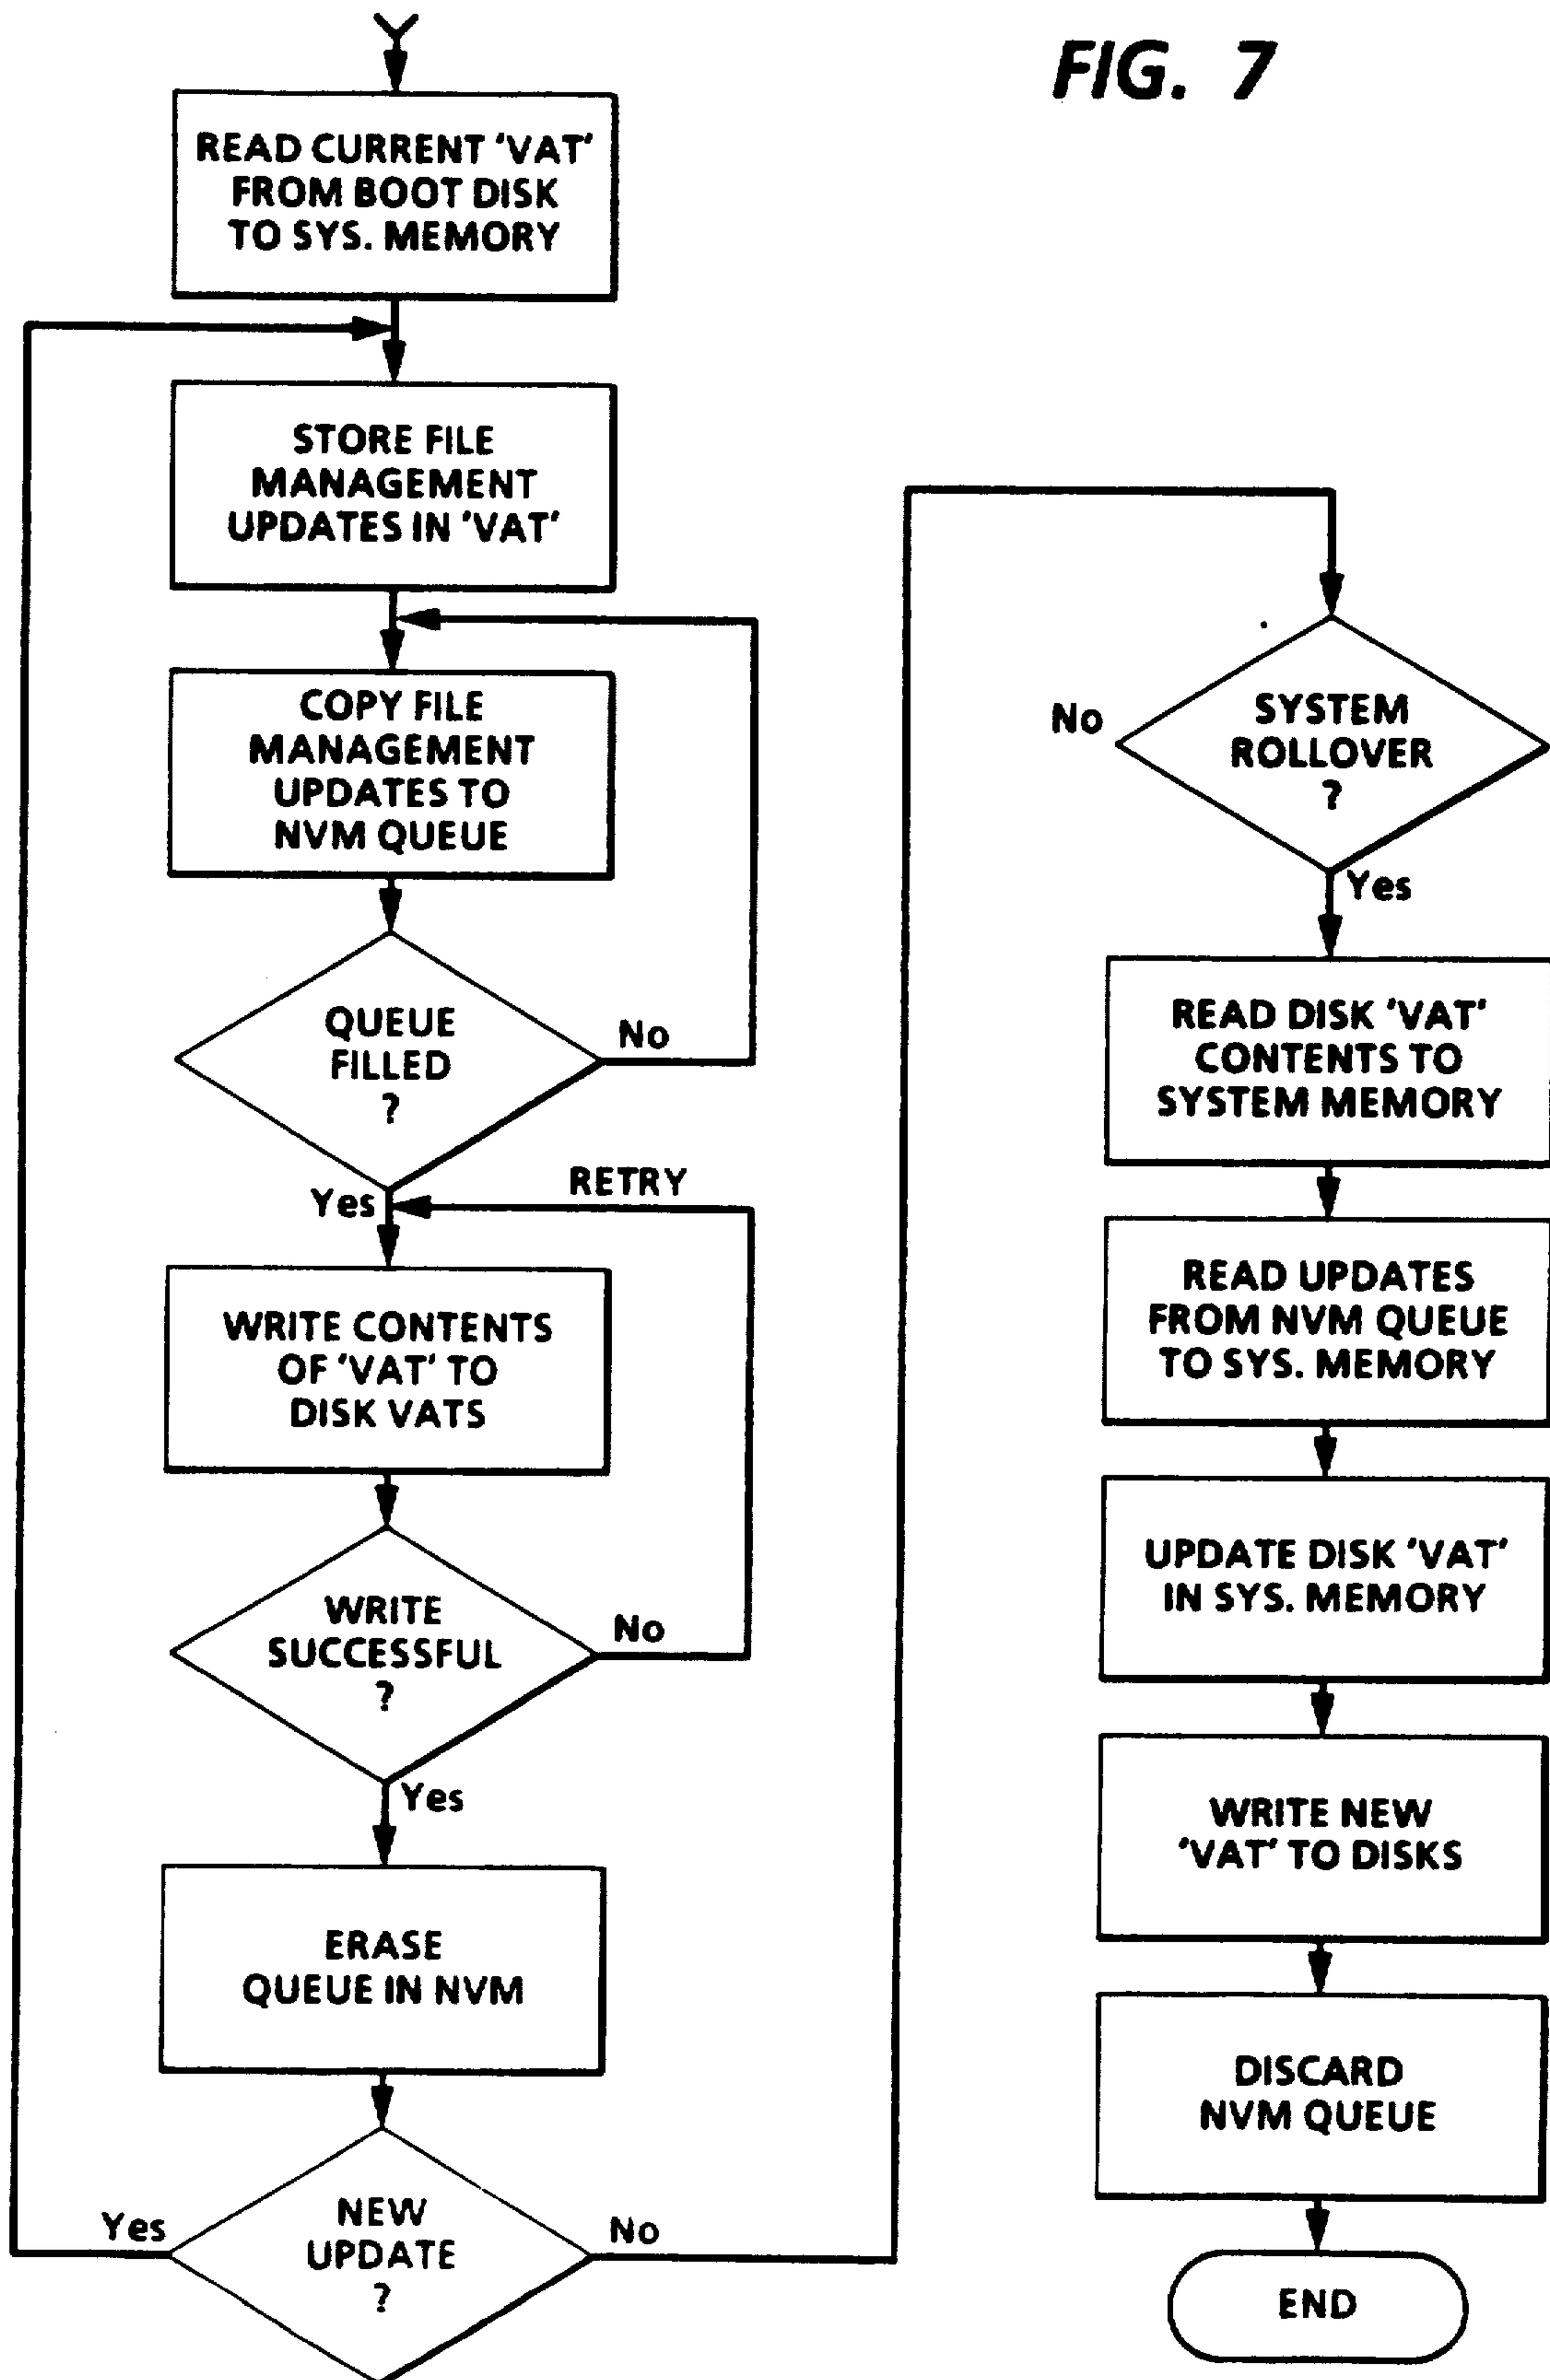 FIG. 7
READ CURRENT 'VAT'
FROM BOOT DISK
TO SYS. MEMORY
STORE FILE
MANAGEMENT
UPDATES IN 'VAT'
COPY FILE
MANAGEMENT
UPDATES TO
NVM QUEUE
QUEUE
FILLED
?
No
Yes
RETRY
WRITE CONTENTS
OF 'VAT' TO
DISK VATS
WRITE
SUCCESSFUL
?
No
Yes
ERASE
QUEUE IN NVM
NEW
UPDATE
?
Yes
No
SYSTEM
ROLLOVER
?
No
Yes
READ DISK 'VAT'
CONTENTS TO
SYSTEM MEMORY
READ UPDATES
FROM NVM QUEUE
TO SYS. MEMORY
UPDATE DISK 'VAT'
IN SYS. MEMORY
WRITE NEW
'VAT' TO DISKS
DISCARD
NVM QUEUE
END